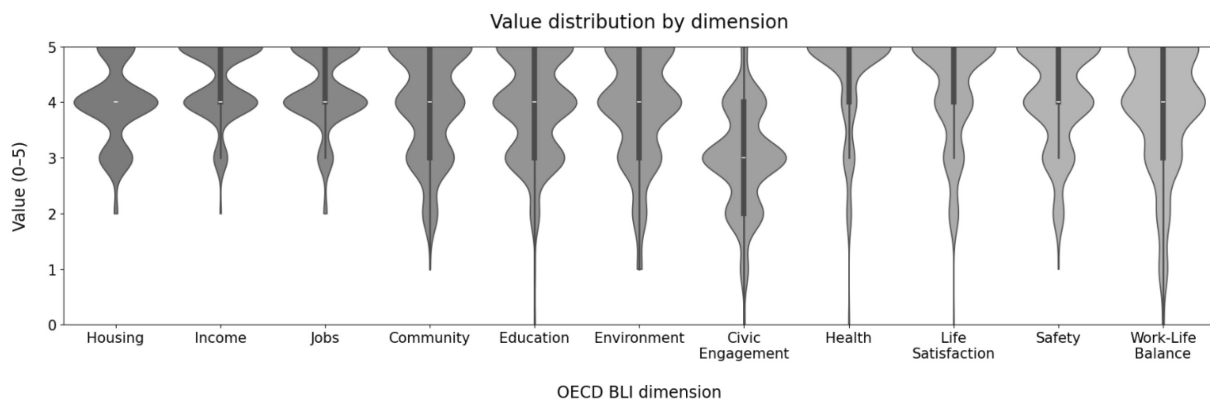 Value distribution by dimension
Value (0–5)
5
4
3
2
1
0
Housing
Income
Jobs
Community
Education
Environment
Civic
Engagement
Health
Life
Satisfaction
Safety
Work-Life
Balance
OECD BLI dimension